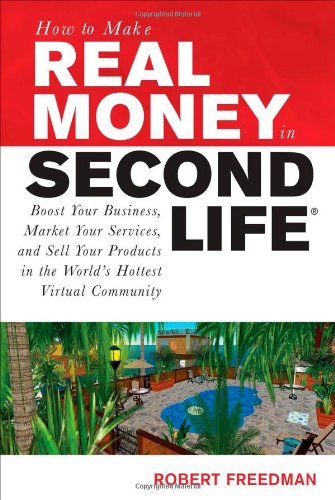 How to Make
REAL
MONEY in
SECOND
Boost Your Business, LIFE®
Market Your Services,
and Sell Your Products
in the World's Hottest
Virtual Community
ROBERT FREEDMAN